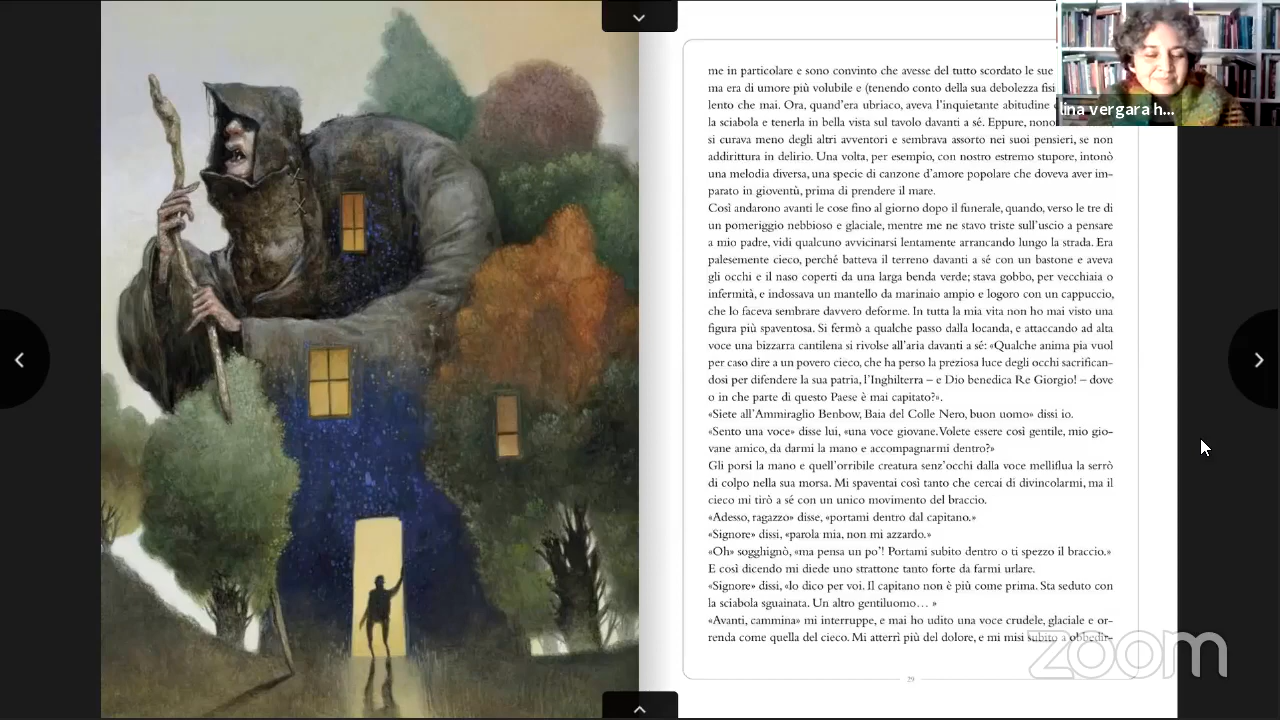 me in particolare e sono convinto che avesse del tutto scordato le sue
ma era di umore più volubile e (tenendo conto della sua debolezza fisi
lento che mai. Ora, quand'era ubriaco, aveva l'inquietante abitudine
la sciabola e tenerla in bella vista sul tavolo davanti a sé. Eppure, nono
si curava meno degli altri avventori e sembrava assorto nei suoi pensieri, se non
addirittura in delirio. Una volta, per esempio, con nostro estremo stupore, intonò
una melodia diversa, una specie di canzone d'amore popolare che doveva aver im-
parato in gioventù, prima di prendere il mare.
Così andarono avanti le cose fino al giorno dopo il funerale, quando, verso le tre di
un pomeriggio nebbioso e glaciale, mentre me ne stavo triste sull'uscio a pensare
a mio padre, vidi qualcuno avvicinarsi lentamente arrancando lungo la strada. Era
palesemente cieco, perché batteva il terreno davanti a sé con un bastone e aveva
gli occhi e il naso coperti da una larga benda verde; stava gobbo, per vecchiaia o
infermità, e indossava un mantello da marinaio ampio e logoro con un cappuccio,
che lo faceva sembrare davvero deforme. In tutta la mia vita non ho mai visto una
figura più spaventosa. Si fermò a qualche passo dalla locanda, e attaccando ad alta
voce una bizzarra cantilena si rivolse all'aria davanti a sé: «Qualche anima pia vuol
per caso dire a un povero cieco, che ha perso la preziosa luce degli occhi sacrifican-
dosi per difendere la sua patria, l'Inghilterra – e Dio benedica Re Giorgio! – dove
o in che parte di questo Paese è mai capitato?».
«Siete all'Ammiraglio Benbow, Baia del Colle Nero, buon uomo» dissi io.
«Sento una voce» disse lui, «una voce giovane. Volete essere così gentile, mio gio-
vane amico, da darmi la mano e accompagnarmi dentro?»
Gli porsi la mano e quell'orribile creatura senz'occhi dalla voce melliflua la serrò
di colpo nella sua morsa. Mi spaventai così tanto che cercai di divincolarmi, ma il
cieco mi tirò a sé con un unico movimento del braccio.
«Adesso, ragazzo» disse, «portami dentro dal capitano.»
«Signore» dissi, «parola mia, non mi azzardo.»
«Oh» sogghignò, «ma pensa un po'! Portami subito dentro o ti spezzo il braccio.»
E così dicendo mi diede uno strattone tanto forte da farmi urlare.
«Signore» dissi, «lo dico per voi. Il capitano non è più come prima. Sta seduto con
la sciabola sguainata. Un altro gentiluomo… »
«Avanti, cammina» mi interruppe, e mai ho udito una voce crudele, glaciale e or-
renda come quella del cieco. Mi atterrì più del dolore, e mi misi subito a obbedir-
29
lina vergara h...
zoom